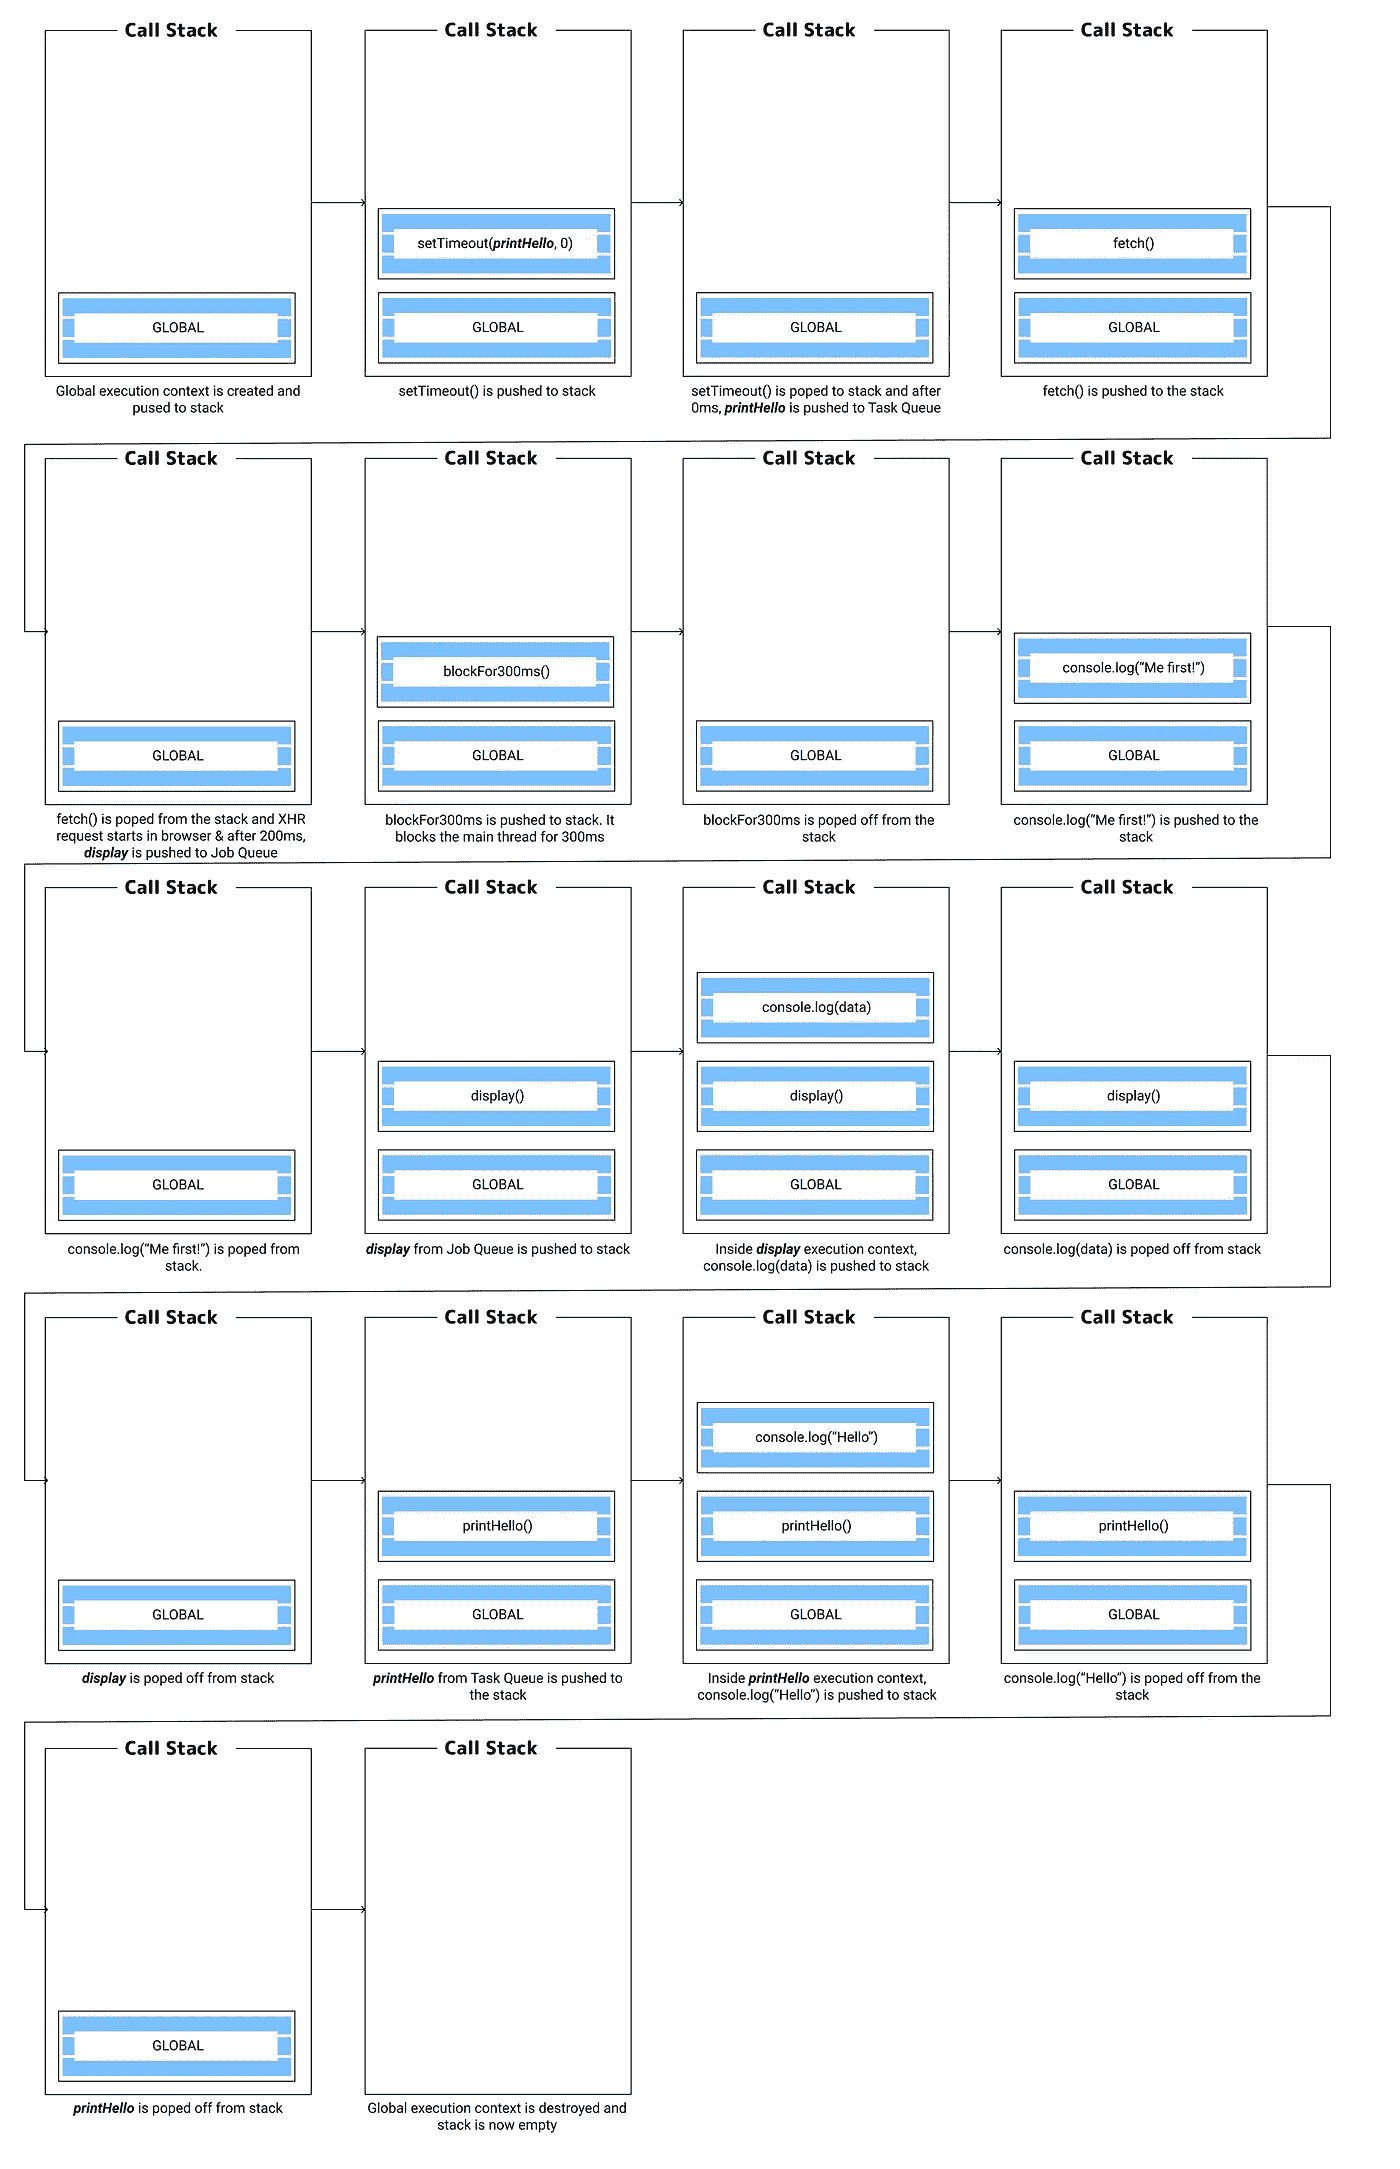 Call Stack
GLOBAL
Global execution context is created and
pused to stack
Call Stack
setTimeout(printHello, 0)
GLOBAL
setTimeout() is pushed to stack
Call Stack
GLOBAL
setTimeout() is poped to stack and after
0ms, printHello is pushed to Task Queue
Call Stack
fetch()
GLOBAL
fetch() is pushed to the stack
Call Stack
GLOBAL
fetch() is poped from the stack and XHR
request starts in browser & after 200ms,
display is pushed to Job Queue
Call Stack
blockFor300ms()
GLOBAL
blockFor300ms is pushed to stack. It
blocks the main thread for 300ms
Call Stack
GLOBAL
blockFor300ms is poped off from the
stack
Call Stack
console.log(“Me first!”)
GLOBAL
console.log(“Me first!”) is pushed to the
stack
Call Stack
GLOBAL
console.log(“Me first!”) is poped from
stack.
Call Stack
display()
GLOBAL
display from Job Queue is pushed to stack
Call Stack
console.log(data)
display()
GLOBAL
Inside display execution context,
console.log(data) is pushed to stack
Call Stack
display()
GLOBAL
console.log(data) is poped off from stack
Call Stack
GLOBAL
display is poped off from stack
Call Stack
printHello()
GLOBAL
printHello from Task Queue is pushed to
the stack
Call Stack
console.log(“Hello”)
printHello()
GLOBAL
Inside printHello execution context,
console.log(“Hello”) is pushed to stack
Call Stack
printHello()
GLOBAL
console.log(“Hello”) is poped off from the
stack
Call Stack
GLOBAL
printHello is poped off from stack
Call Stack
Global execution context is destroyed and
stack is now empty